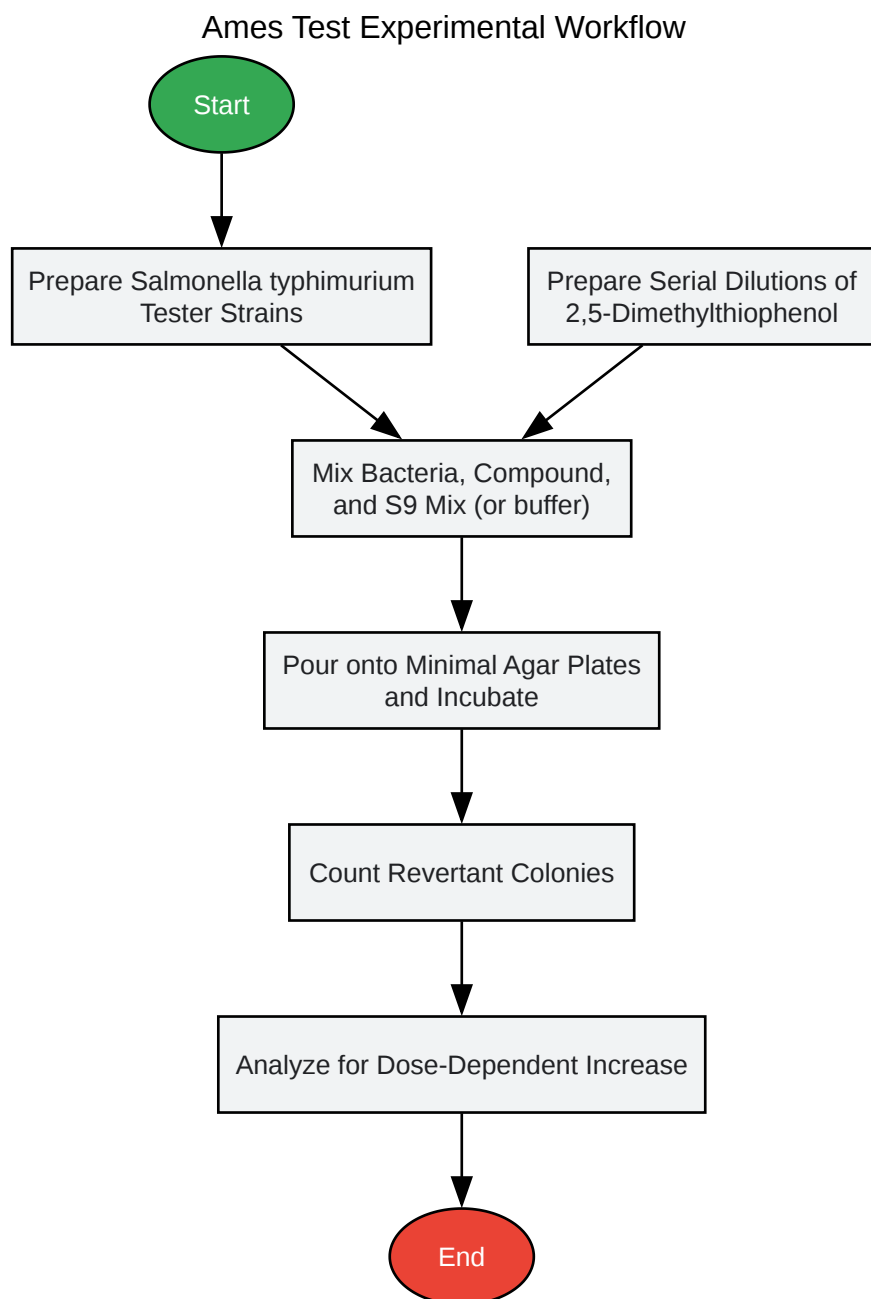 Ames Test Experimental Workflow
Start
Prepare Salmonella typhimurium
Tester Strains
Prepare Serial Dilutions of
2,5-Dimethylthiophenol
Mix Bacteria, Compound,
and S9 Mix (or buffer)
Pour onto Minimal Agar Plates
and Incubate
Count Revertant Colonies
Analyze for Dose-Dependent Increase
End